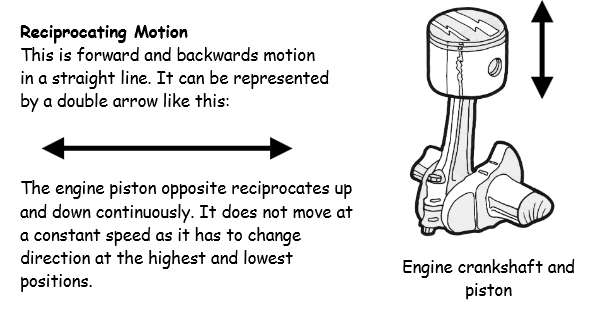 Reciprocating Motion
This is forward and backwards motion
in a straight line. It can be represented
by a double arrow like this:
The engine piston opposite reciprocates up
and down continuously. It does not move at
a constant speed as it has to change
direction at the highest and lowest
positions.
Engine crankshaft and
piston